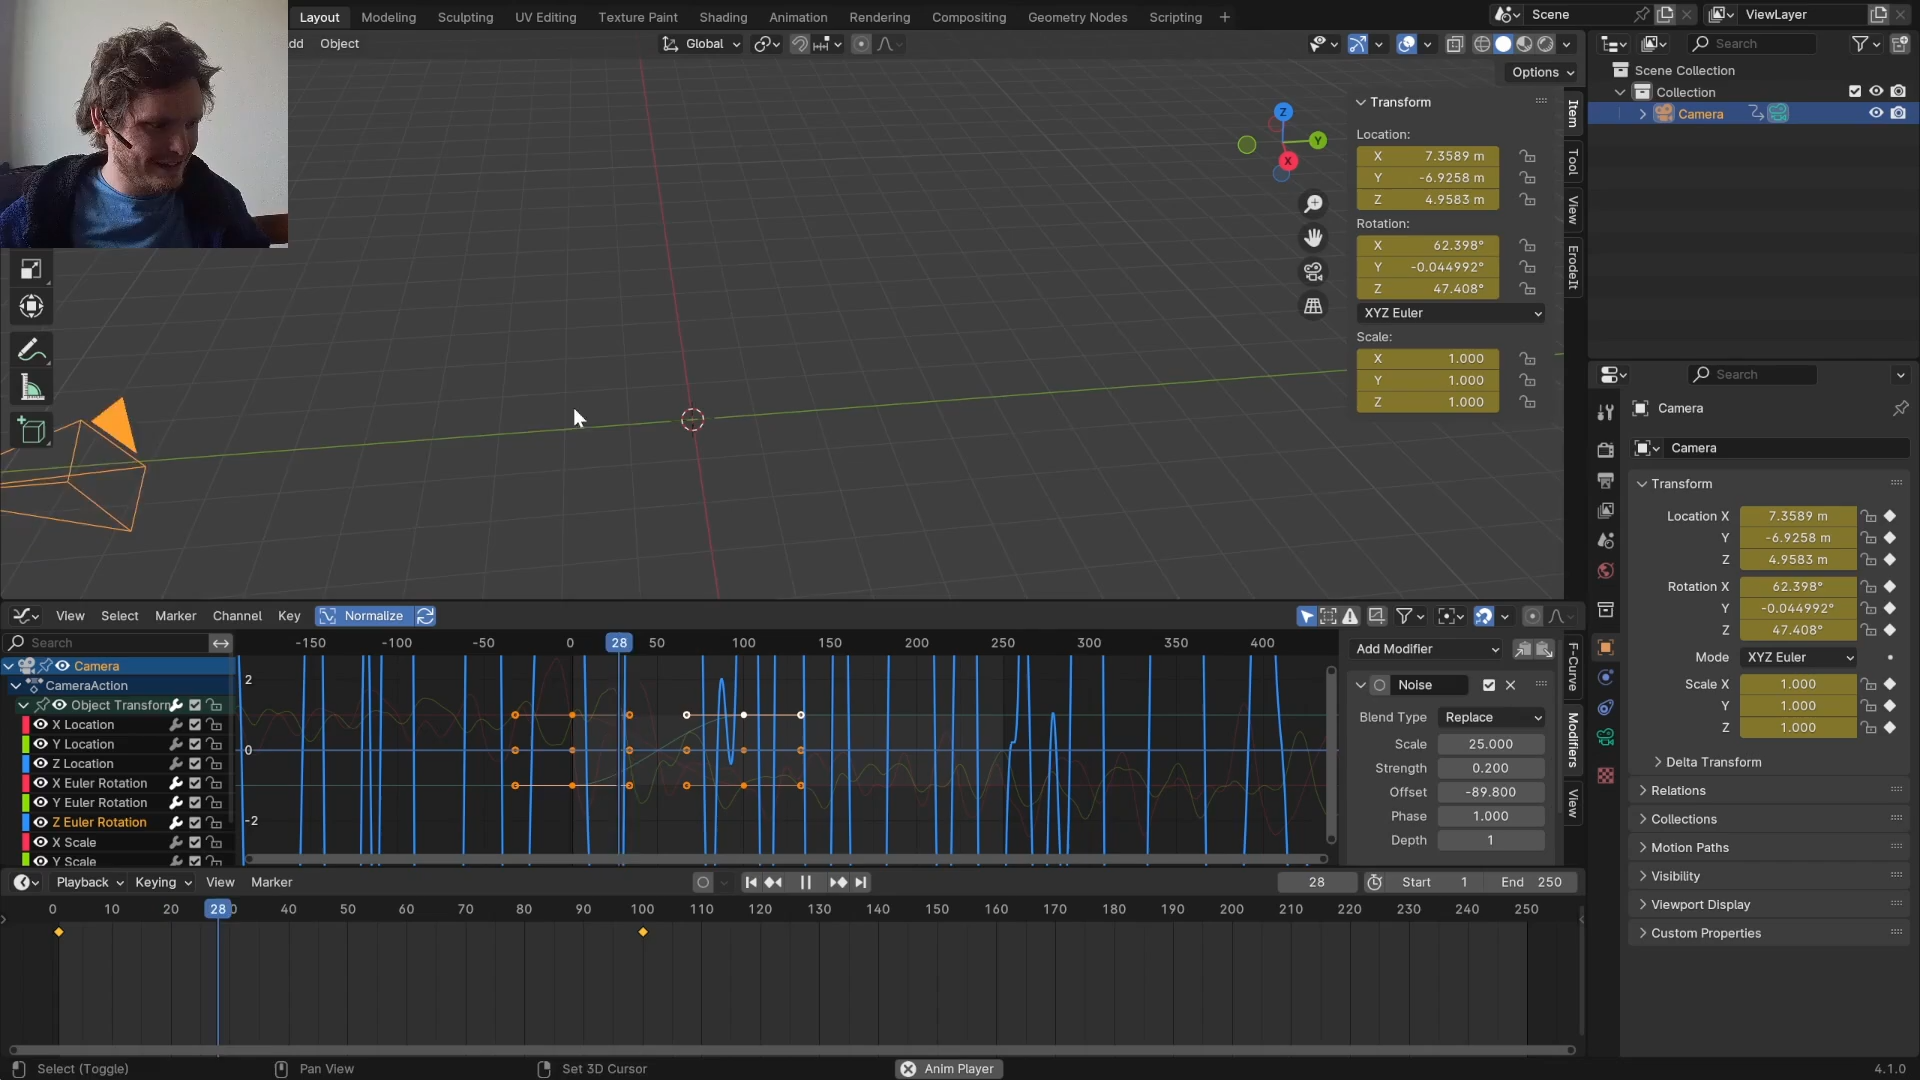 Layout Modeling Sculpting UV Editing Texture Paint Shading Animation Rendering Compositing Geometry Nodes Scripting + Scene ViewLayer
dd Object Global Search
Options
Scene Collection
Collection
Camera
Item
Tool
View
ErodeIt
Transform
Location:
X 7.3589 m
Y -6.9258 m
Z 4.9583 m
Rotation:
X 62.398°
Y -0.044992°
Z 47.408°
XYZ Euler
Scale:
X 1.000
Y 1.000
Z 1.000
Z
Y
X
Search
Camera
Camera
Transform
Location X 7.3589 m
Y -6.9258 m
Z 4.9583 m
Rotation X 62.398°
Y -0.044992°
Z 47.408°
Mode XYZ Euler
Scale X 1.000
Y 1.000
Z 1.000
Delta Transform
Relations
Collections
Motion Paths
Visibility
Viewport Display
Custom Properties
View Select Marker Channel Key Normalize
Search
-150 -100 -50 0 28 50 100 150 200 250 300 350 400
2
0
-2
Camera
CameraAction
Object Transform
X Location
Y Location
Z Location
X Euler Rotation
Y Euler Rotation
Z Euler Rotation
X Scale
Y Scale
Add Modifier
Noise
Blend Type Replace
Scale 25.000
Strength 0.200
Offset -89.800
Phase 1.000
Depth 1
F-Curve
Modifiers
View
Playback Keying View Marker 28 Start 1 End 250
0 10 20 28 40 50 60 70 80 90 100 110 120 130 140 150 160 170 180 190 200 210 220 230 240 250
Select (Toggle) Pan View Set 3D Cursor Anim Player 4.1.0